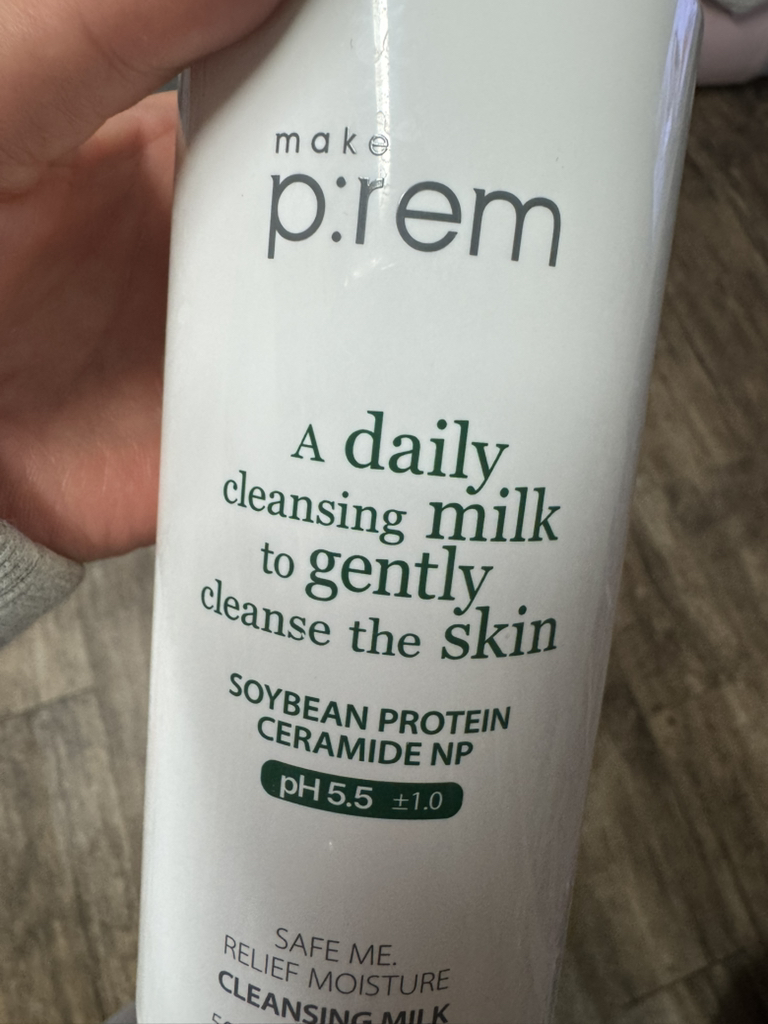 make
p:rem
A daily
cleansing milk
to gently
cleanse the skin
SOYBEAN PROTEIN
CERAMIDE NP
pH 5.5 ±1.0
SAFE ME.
RELIEF MOISTURE
CLEANSING MILK